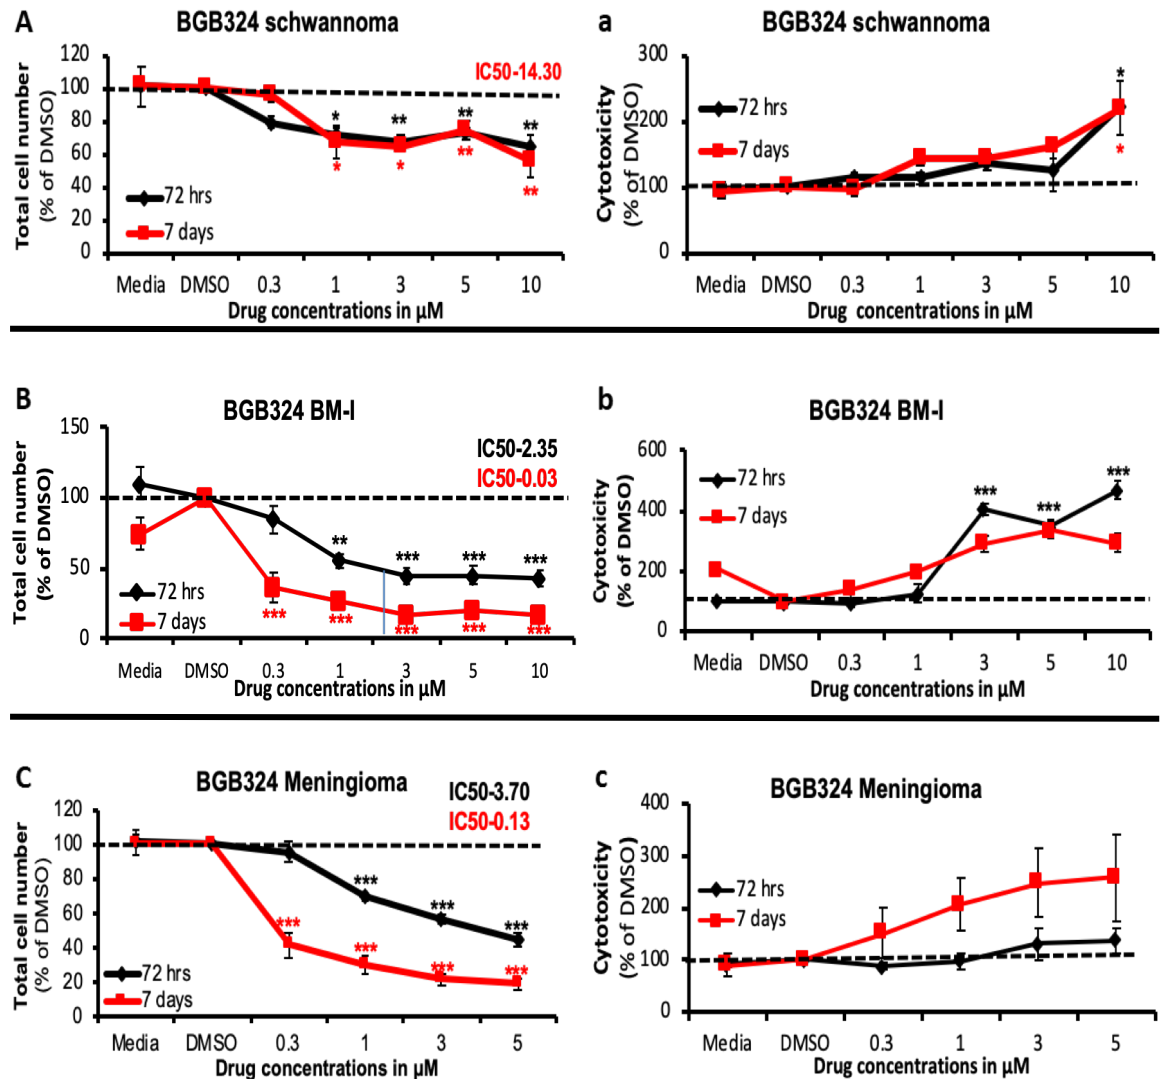 A
BGB324 schwannoma
IC50-14.30
Total cell number
(% of DMSO)
120
100
80
60
40
20
0
* ** ** **
* * ** **
72 hrs
7 days
Media DMSO 0.3 1 3 5 10
Drug concentrations in µM
a
BGB324 schwannoma
Cytotoxicity
(% of DMSO)
300
200
100
0
72 hrs
7 days
*
*
Media DMSO 0.3 1 3 5 10
Drug concentrations in µM
B
BGB324 BM-I
IC50-2.35
IC50-0.03
Total cell number
(% of DMSO)
150
100
50
0
** *** *** ***
*** *** *** *** ***
72 hrs
7 days
Media DMSO 0.3 1 3 5 10
Drug concentrations in µM
b
BGB324 BM-I
Cytotoxicity
(% of DMSO)
600
400
200
0
72 hrs
7 days
*** *** ***
Media DMSO 0.3 1 3 5 10
Drug concentrations in µM
C
BGB324 Meningioma
IC50-3.70
IC50-0.13
Total cell number
(% of DMSO)
120
100
80
60
40
20
0
*** *** ***
*** *** *** ***
72 hrs
7 days
Media DMSO 0.3 1 3 5
Drug concentrations in µM
c
BGB324 Meningioma
Cytotoxicity
(% of DMSO)
400
300
200
100
0
72 hrs
7 days
Media DMSO 0.3 1 3 5
Drug concentrations in µM